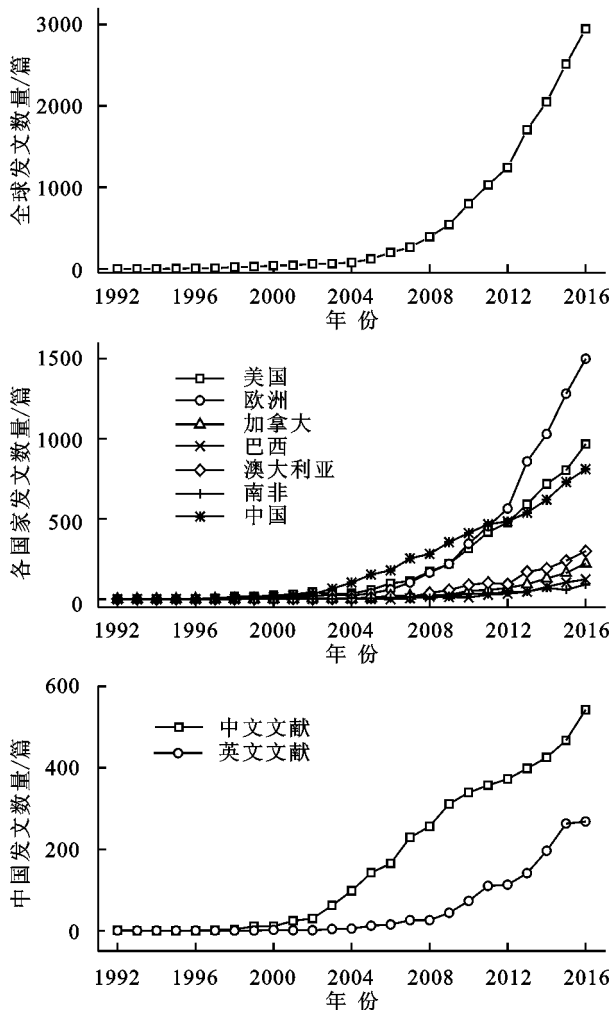 全球发文数量/篇
3000
2000
1000
0
1992 1996 2000 2004 2008 2012 2016
年 份
各国家发文数量/篇
1500
1000
500
0
美国
欧洲
加拿大
巴西
澳大利亚
南非
中国
1992 1996 2000 2004 2008 2012 2016
年 份
中国发文数量/篇
600
400
200
0
中文文献
英文文献
1992 1996 2000 2004 2008 2012 2016
年 份